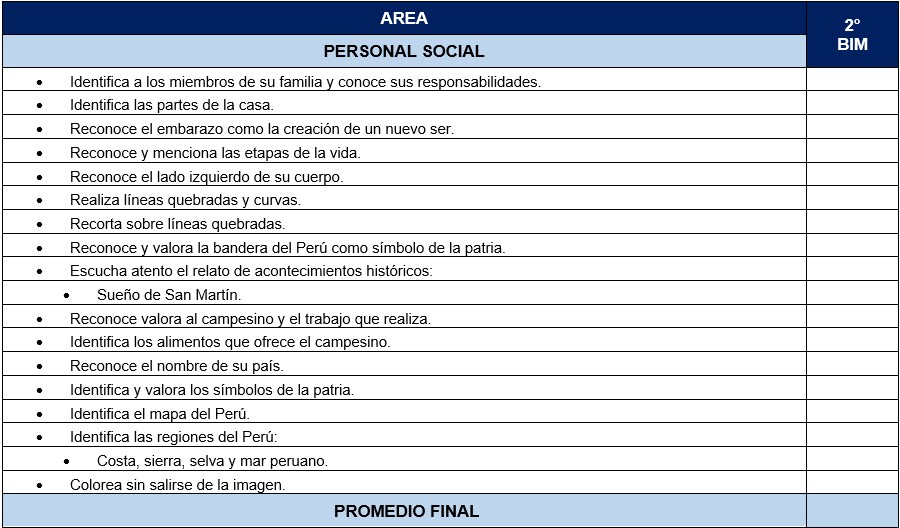 AREA
2°
BIM
PERSONAL SOCIAL
• Identifica a los miembros de su familia y conoce sus responsabilidades.
• Identifica las partes de la casa.
• Reconoce el embarazo como la creación de un nuevo ser.
• Reconoce y menciona las etapas de la vida.
• Reconoce el lado izquierdo de su cuerpo.
• Realiza líneas quebradas y curvas.
• Recorta sobre líneas quebradas.
• Reconoce y valora la bandera del Perú como símbolo de la patria.
• Escucha atento el relato de acontecimientos históricos:
• Sueño de San Martín.
• Reconoce valora al campesino y el trabajo que realiza.
• Identifica los alimentos que ofrece el campesino.
• Reconoce el nombre de su país.
• Identifica y valora los símbolos de la patria.
• Identifica el mapa del Perú.
• Identifica las regiones del Perú:
• Costa, sierra, selva y mar peruano.
• Colorea sin salirse de la imagen.
PROMEDIO FINAL